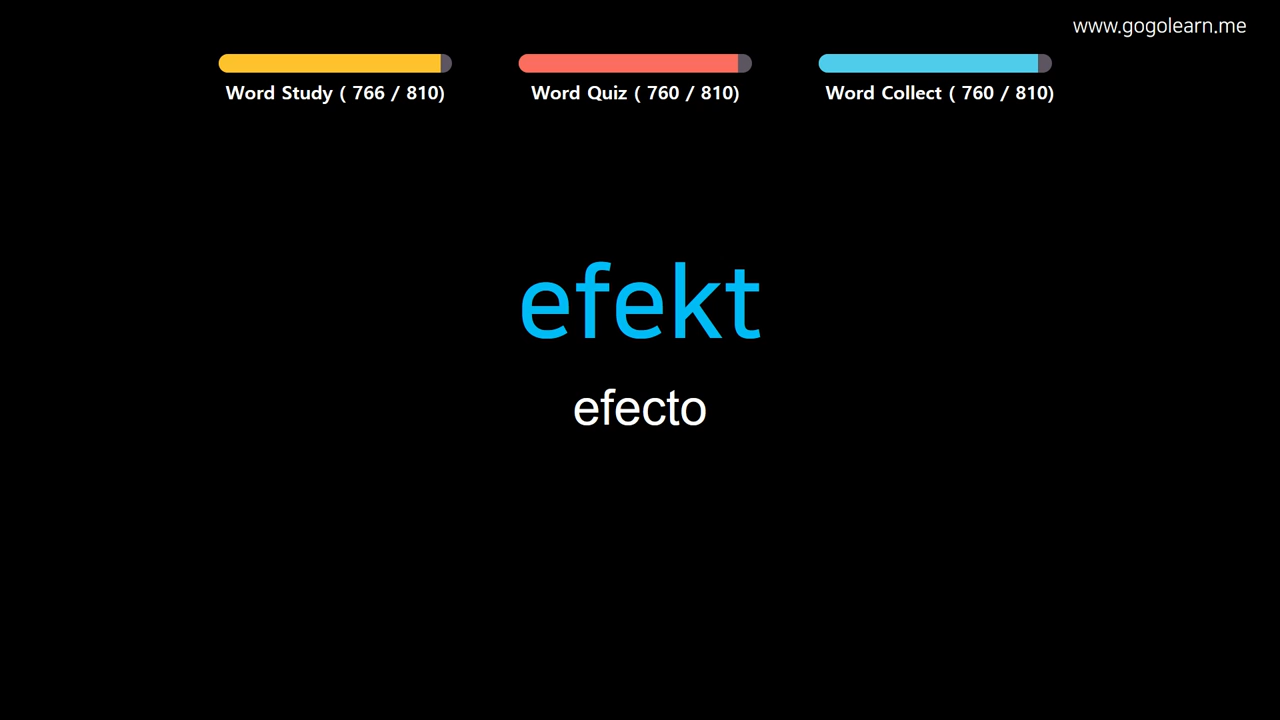 www.gogolearn.me
Word Study ( 766 / 810)
Word Quiz ( 760 / 810)
Word Collect ( 760 / 810)
efekt
efecto